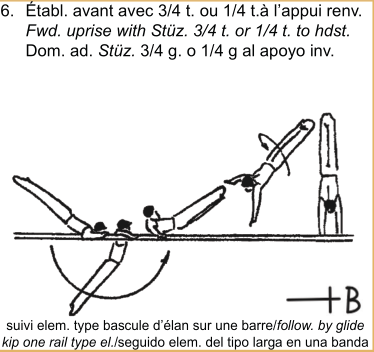 6. Établ. avant avec 3/4 t. ou 1/4 t.à l'appui renv.
Fwd. uprise with Stüz. 3/4 t. or 1/4 t. to hdst.
Dom. ad. Stüz. 3/4 g. o 1/4 g al apoyo inv.
B
suivi elem. type bascule d'élan sur une barre/follow. by glide
kip one rail type el./seguido elem. del tipo larga en una banda